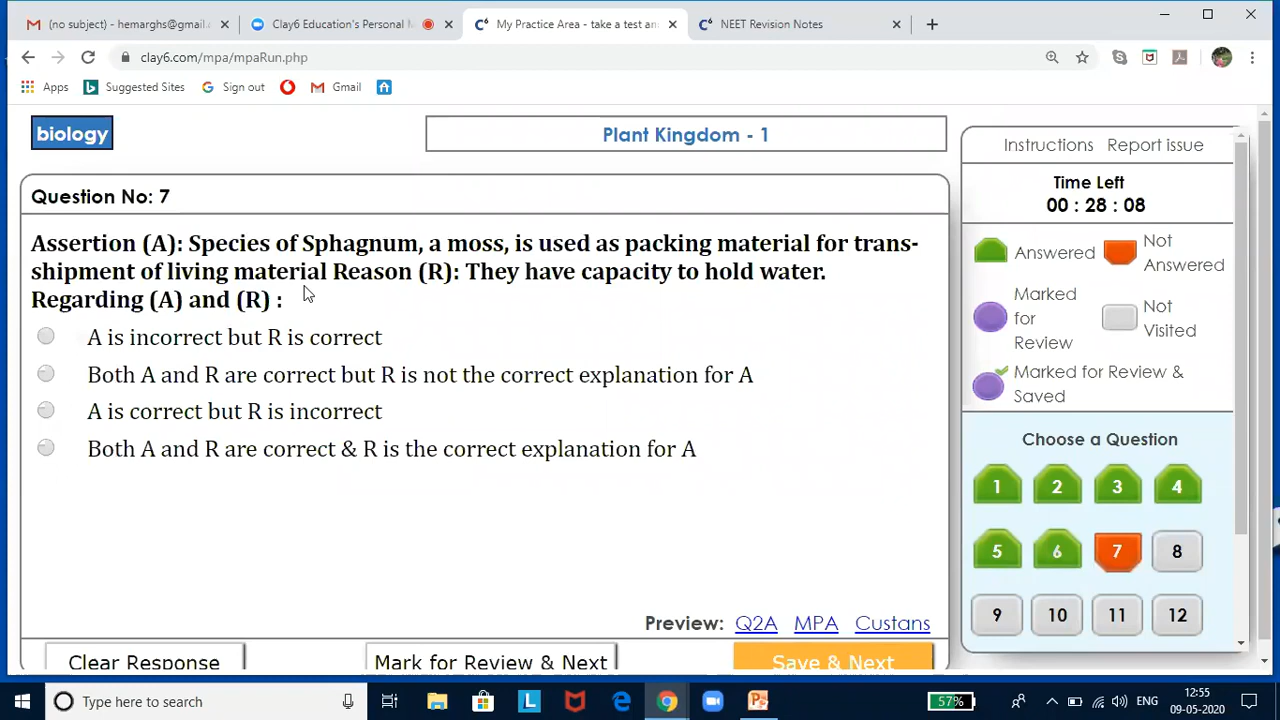 (no subject) - hemarghs@gmail.
Clay6 Education's Personal M
My Practice Area - take a test an
NEET Revision Notes
clay6.com/mpa/mpaRun.php
Apps
Suggested Sites
Sign out
Gmail
biology
Plant Kingdom - 1
Instructions Report issue
Question No: 7
Time Left
00 : 28 : 08
Assertion (A): Species of Sphagnum, a moss, is used as packing material for trans-
shipment of living material Reason (R): They have capacity to hold water.
Regarding (A) and (R) :
A is incorrect but R is correct
Both A and R are correct but R is not the correct explanation for A
A is correct but R is incorrect
Both A and R are correct & R is the correct explanation for A
Answered
Not
Answered
Marked
for
Review
Not
Visited
Marked for Review &
Saved
Choose a Question
1 2 3 4
5 6 7 8
9 10 11 12
Preview: Q2A MPA Custans
Clear Response
Mark for Review & Next
Save & Next
Type here to search
57%
ENG
12:55
09-05-2020